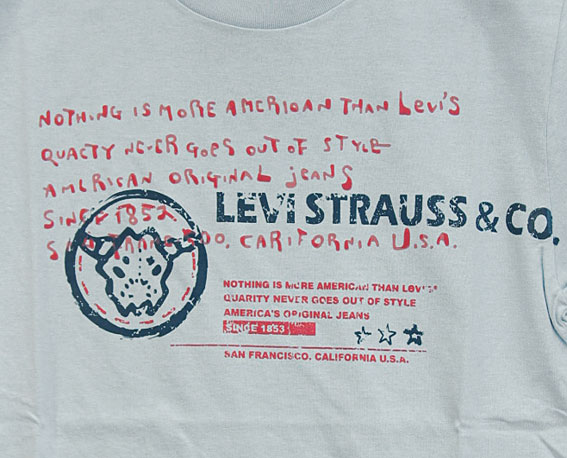 NOTHING IS MORE AMERICAN THAN Levi's
QUACTY NE-ER GOES OUT OF STYLE
AMERICAN ORIGINAL JEANS
SINCE 1852
LEVI STRAUSS & CO.
CARIFORNIA U.S.A.
NOTHING IS MORE AMERICAN THAN Levi's
QUARITY NEVER GOES OUT OF STYLE
AMERICA'S ORIGINAL JEANS
SINCE 1853
SAN FRANCISCO. CALIFORNIA U.S.A.